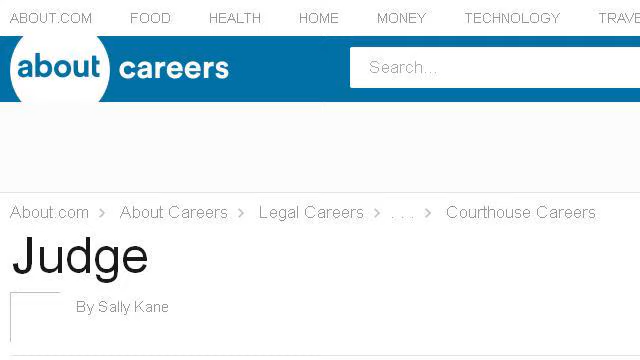 ABOUT.COM FOOD HEALTH HOME MONEY TECHNOLOGY TRAVE
about careers Search...
About.com > About Careers > Legal Careers > . . . > Courthouse Careers
Judge
By Sally Kane